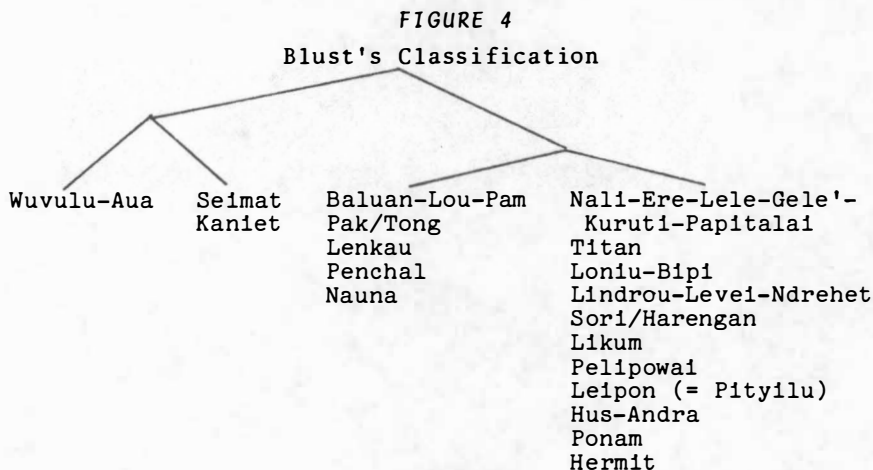 FIGURE 4
Blust's Classification
Wuvulu-Aua
Seimat
Kaniet
Baluan-Lou-Pam
Pak/Tong
Lenkau
Penchal
Nauna
Nali-Ere-Lele-Gele'-
Kuruti-Papitalai
Titan
Loniu-Bipi
Lindrou-Levei-Ndrehet
Sori/Harengan
Likum
Pelipowai
Leipon (= Pityilu)
Hus-Andra
Ponam
Hermit